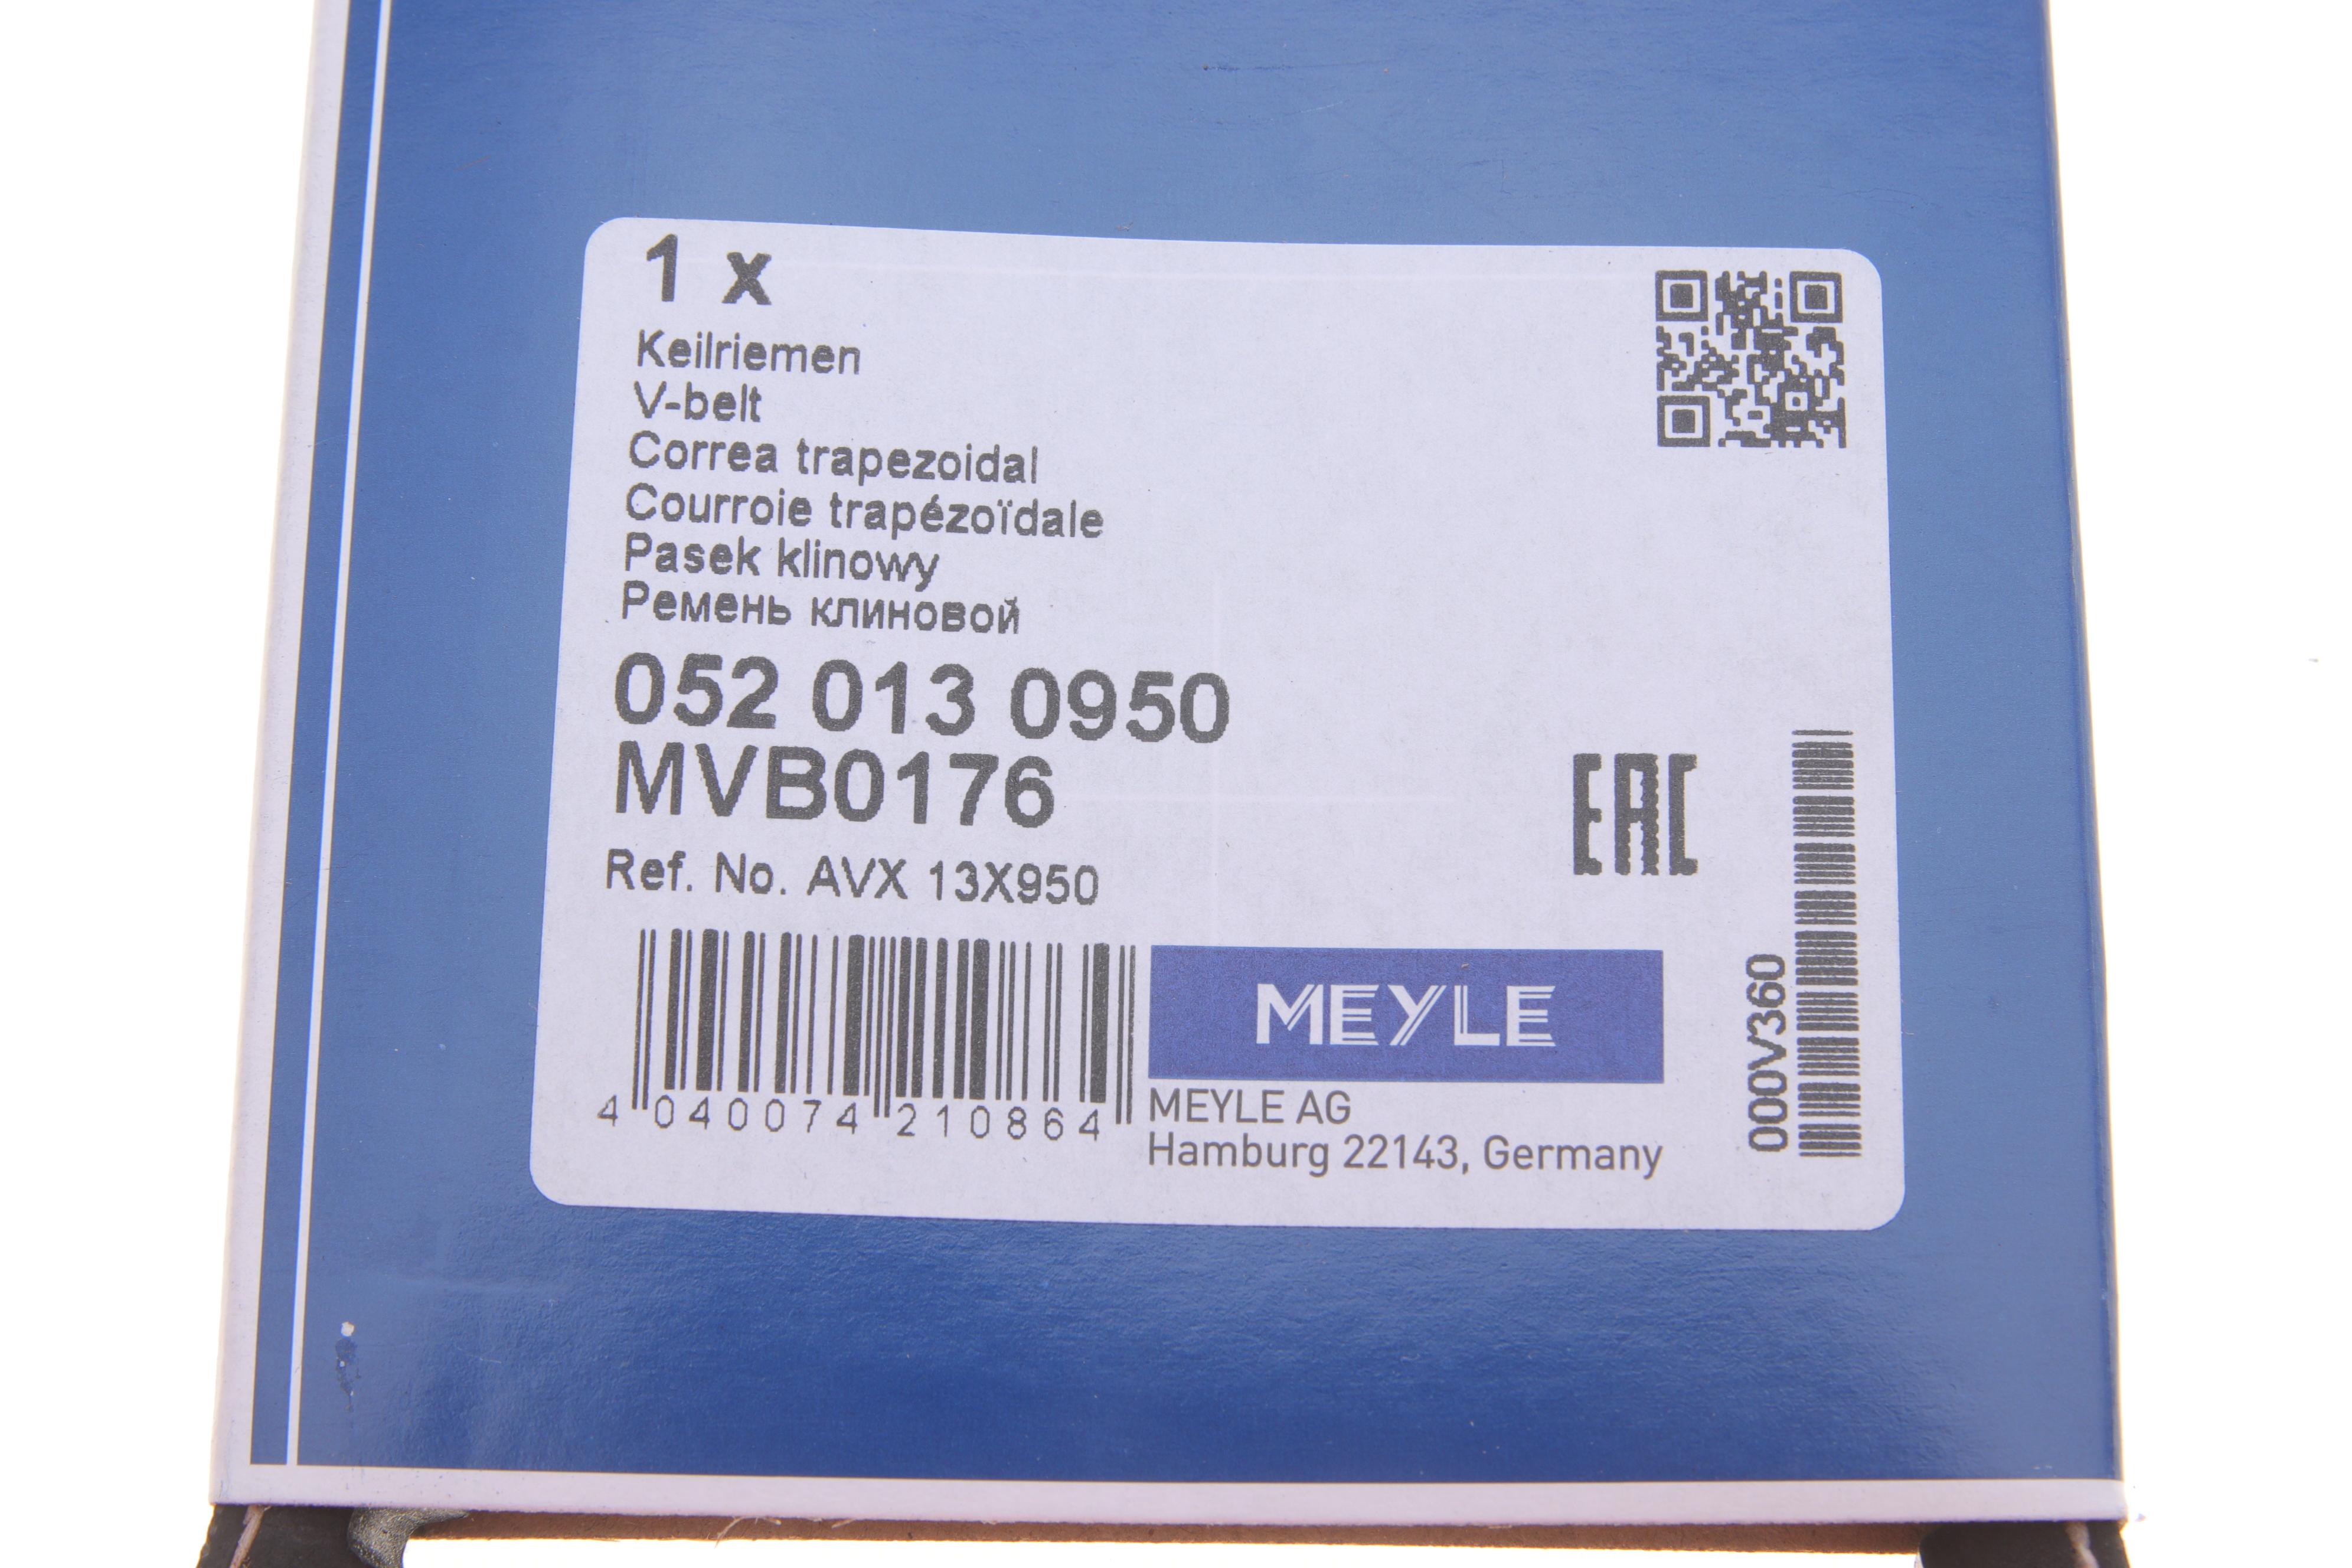 1 x
Keilriemen
V-belt
Correa trapezoidal
Courroie trapézoïdale
Pasek klinowy
Ремень клиновой
052 013 0950
MVB0176
Ref. No. AVX 13X950
EAC
4 040074 210864
MEYLE
MEYLE AG
Hamburg 22143, Germany
000V360